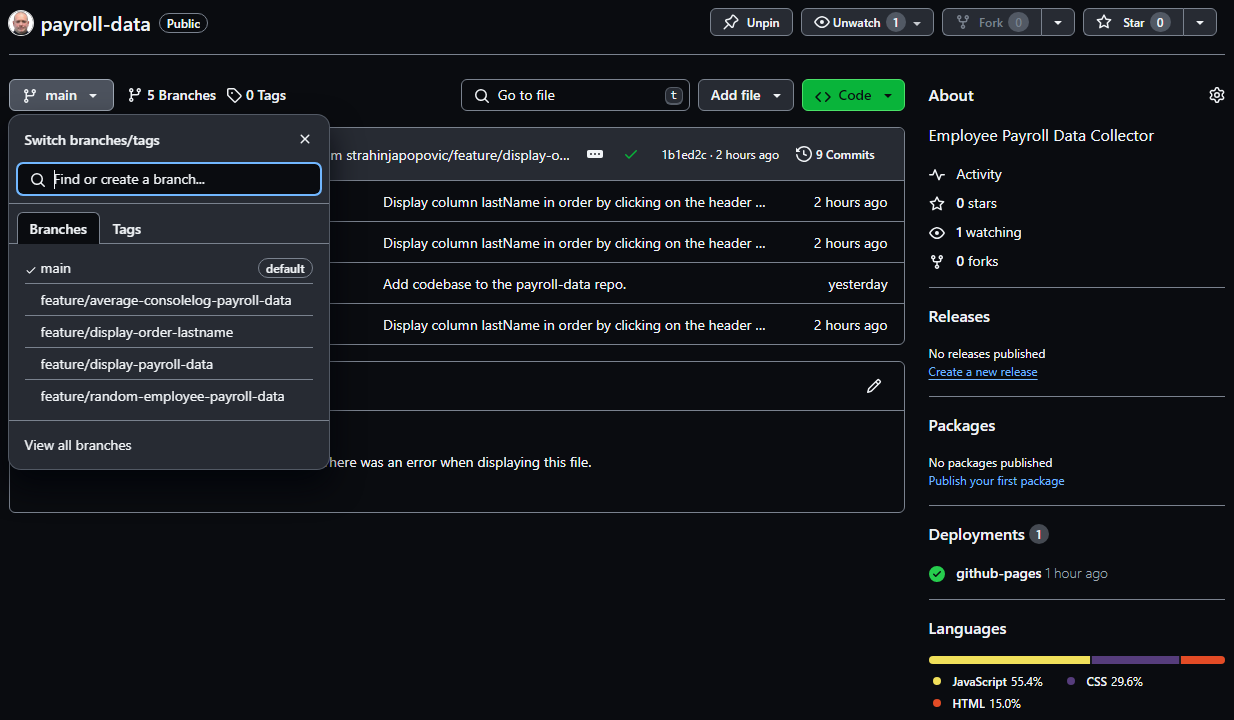 payroll-data Public Unpin Unwatch 1 Fork 0 Star 0
main 5 Branches 0 Tags Go to file t Add file Code
Switch branches/tags
Find or create a branch...
Branches Tags
main default
feature/average-consolelog-payroll-data
feature/display-order-lastname
feature/display-payroll-data
feature/random-employee-payroll-data
View all branches
m strahinjapopovic/feature/display-o... 1b1ed2c · 2 hours ago 9 Commits
Display column lastName in order by clicking on the header ... 2 hours ago
Display column lastName in order by clicking on the header ... 2 hours ago
Add codebase to the payroll-data repo. yesterday
Display column lastName in order by clicking on the header ... 2 hours ago
here was an error when displaying this file.
About
Employee Payroll Data Collector
Activity
0 stars
1 watching
0 forks
Releases
No releases published
Create a new release
Packages
No packages published
Publish your first package
Deployments 1
github-pages 1 hour ago
Languages
JavaScript 55.4% CSS 29.6%
HTML 15.0%